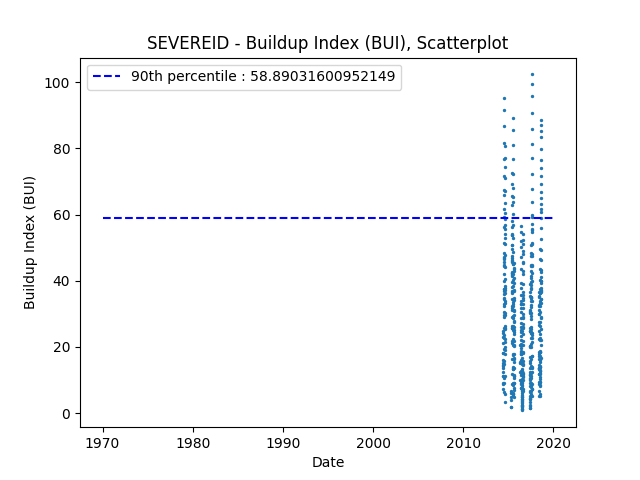 SEVEREID - Buildup Index (BUI), Scatterplot
90th percentile : 58.89031600952149
100
80
60
40
20
0
Buildup Index (BUI)
1970 1980 1990 2000 2010 2020
Date